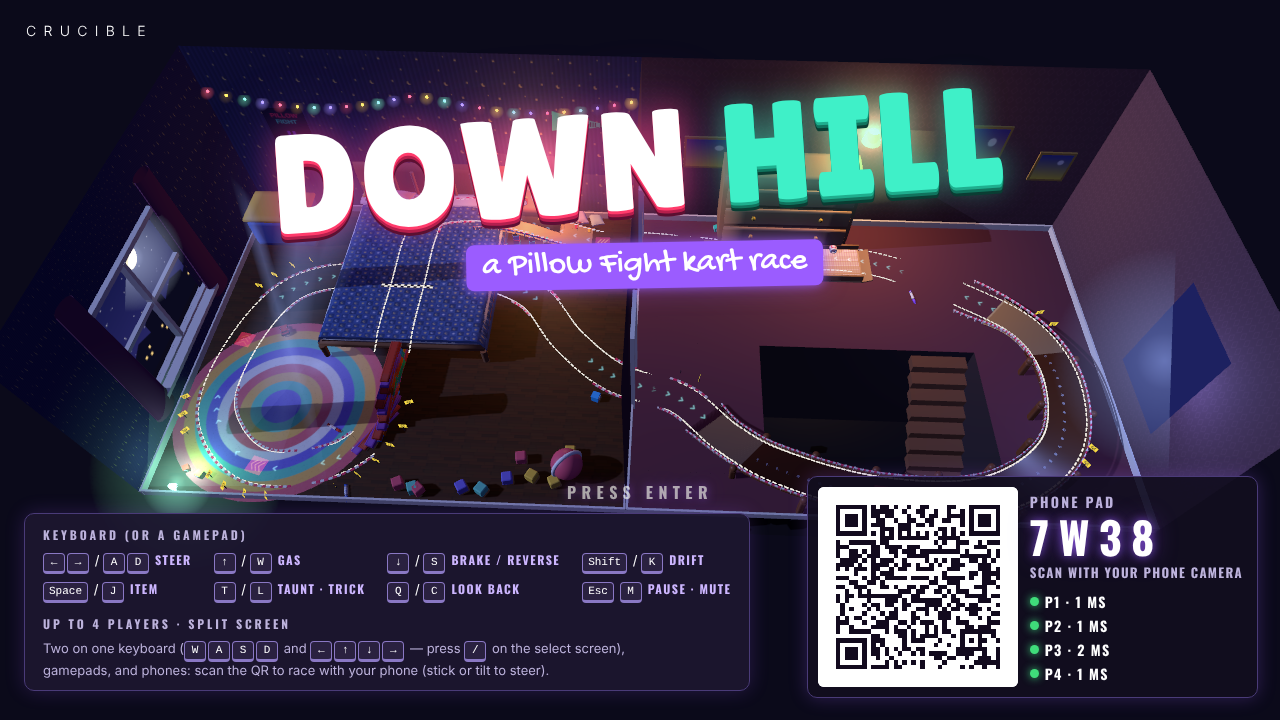 CRUCIBLE
DOWN HILL
a Pillow Fight kart race
PRESS ENTER
KEYBOARD (OR A GAMEPAD)
← → / A D STEER ↑ / W GAS ↓ / S BRAKE / REVERSE Shift / K DRIFT
Space / J ITEM T / L TAUNT · TRICK Q / C LOOK BACK Esc M PAUSE · MUTE
UP TO 4 PLAYERS · SPLIT SCREEN
Two on one keyboard (W A S D and ← ↑ ↓ → — press / on the select screen),
gamepads, and phones: scan the QR to race with your phone (stick or tilt to steer).
PHONE PAD
7W38
SCAN WITH YOUR PHONE CAMERA
P1 · 1 MS
P2 · 1 MS
P3 · 2 MS
P4 · 1 MS